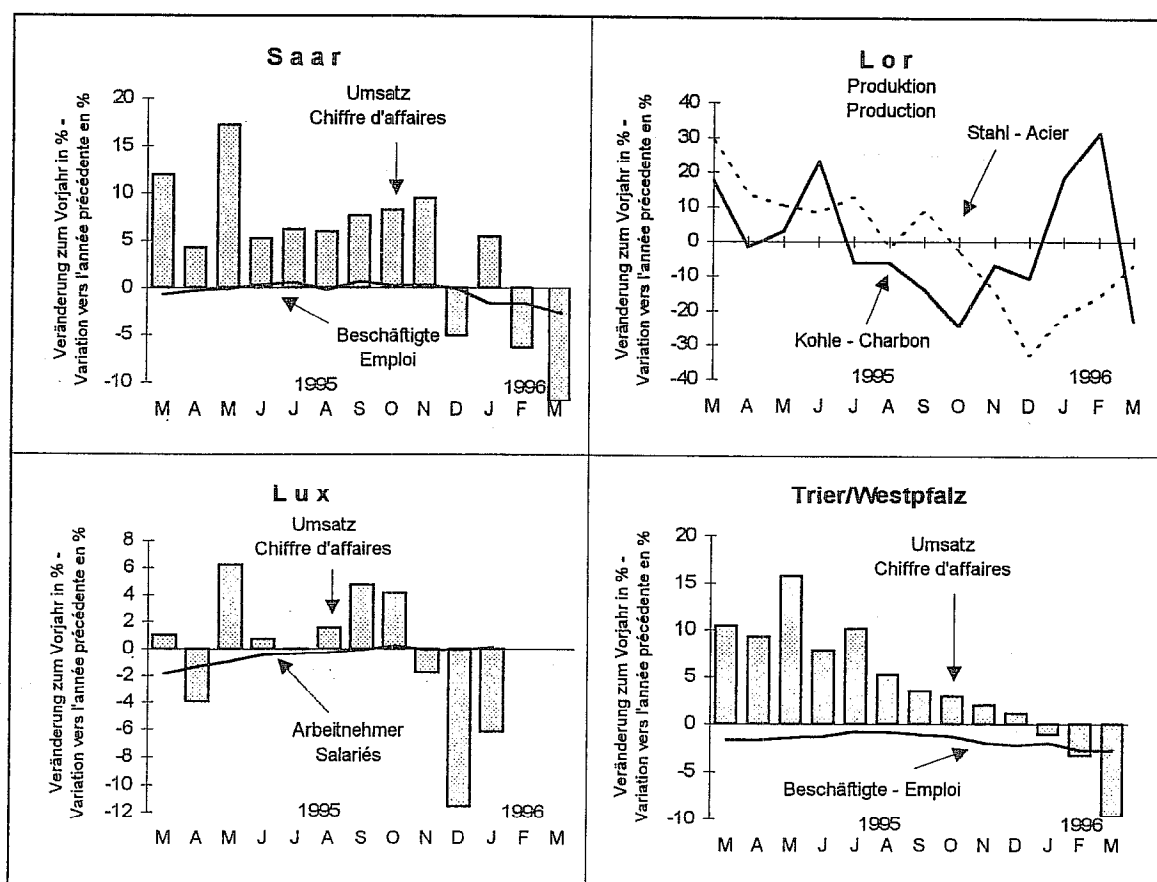 Saar
Veränderung zum Vorjahr in % -
Variation vers l'année précédente en %
20
15
10
5
0
-5
-10
Umsatz
Chiffre d'affaires
Beschäftigte
Emploi
1995
1996
M A M J J A S O N D J F M
Lor
Produktion
Production
Veränderung zum Vorjahr in % -
Variation vers l'année précédente en %
40
30
20
10
0
-10
-20
-30
-40
Stahl - Acier
Kohle - Charbon
1995
1996
M A M J J A S O N D J F M
Lux
Veränderung zum Vorjahr in % -
Variation vers l'année précédente en %
8
6
4
2
0
-2
-4
-6
-8
-10
-12
Umsatz
Chiffre d'affaires
Arbeitnehmer
Salariés
1995
1996
M A M J J A S O N D J F M
Trier/Westpfalz
Veränderung zum Vorjahr in % -
Variation vers l'année précédente en %
20
15
10
5
0
-5
-10
Umsatz
Chiffre d'affaires
Beschäftigte - Emploi
1995
1996
M A M J J A S O N D J F M